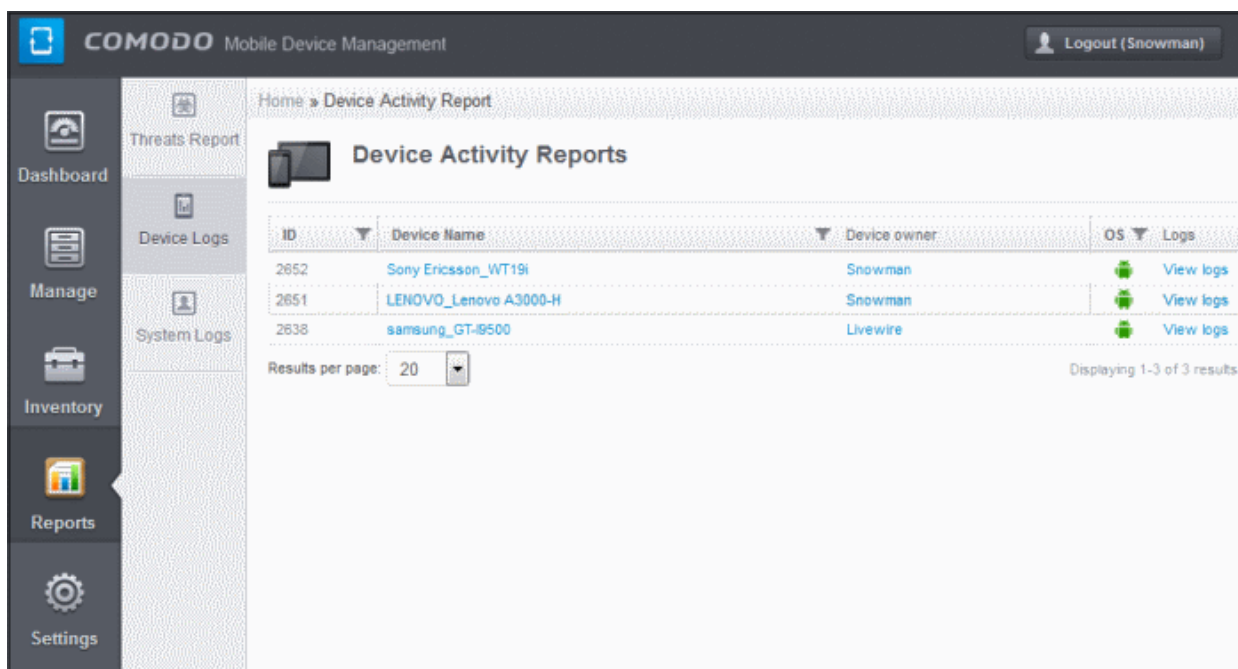 COMODO Mobile Device Management
Logout (Snowman)
Dashboard
Manage
Inventory
Reports
Settings
Threats Report
Device Logs
System Logs
Home » Device Activity Report
Device Activity Reports
ID Device Name Device owner OS Logs
2652 Sony Ericsson_WT19i Snowman View logs
2651 LENOVO_Lenovo A3000-H Snowman View logs
2638 samsung_GT-I9500 Livewire View logs
Results per page: 20
Displaying 1-3 of 3 results